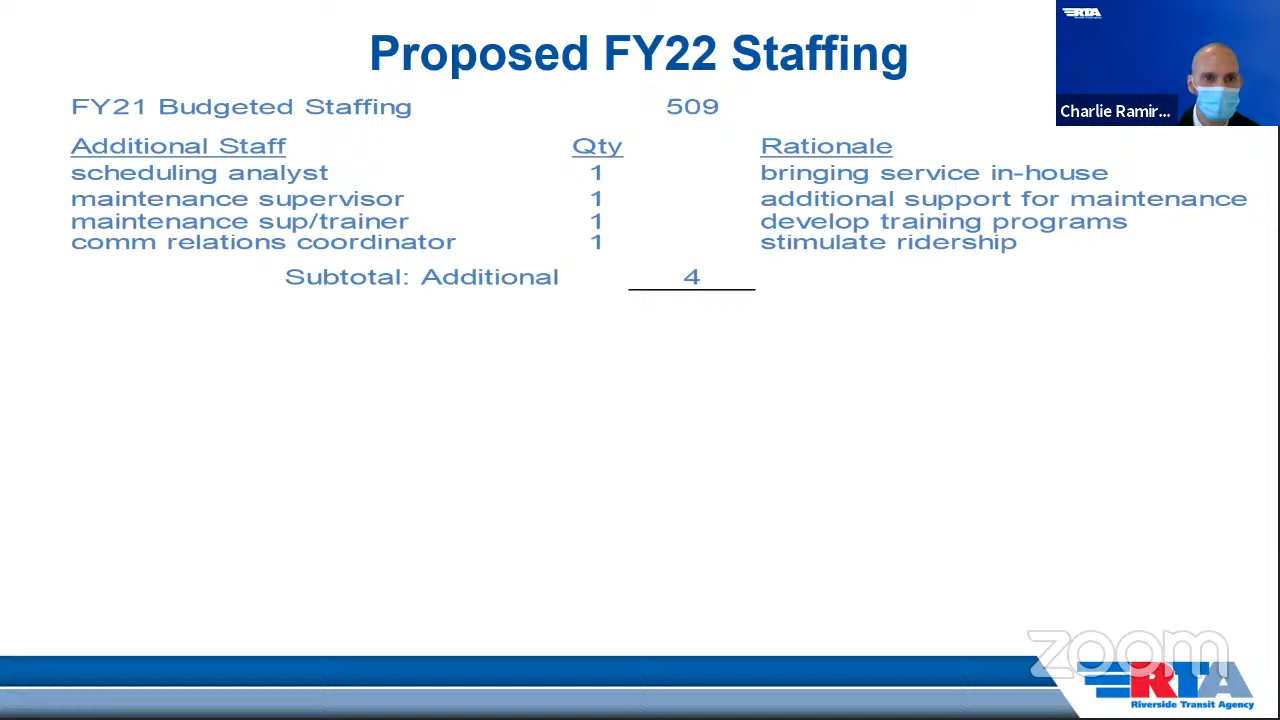 Proposed FY22 Staffing
RTA
Charlie Ramir...
FY21 Budgeted Staffing 509
Additional Staff Qty Rationale
scheduling analyst 1 bringing service in-house
maintenance supervisor 1 additional support for maintenance
maintenance sup/trainer 1 develop training programs
comm relations coordinator 1 stimulate ridership
Subtotal: Additional 4
zoom
RTA
Riverside Transit Agency